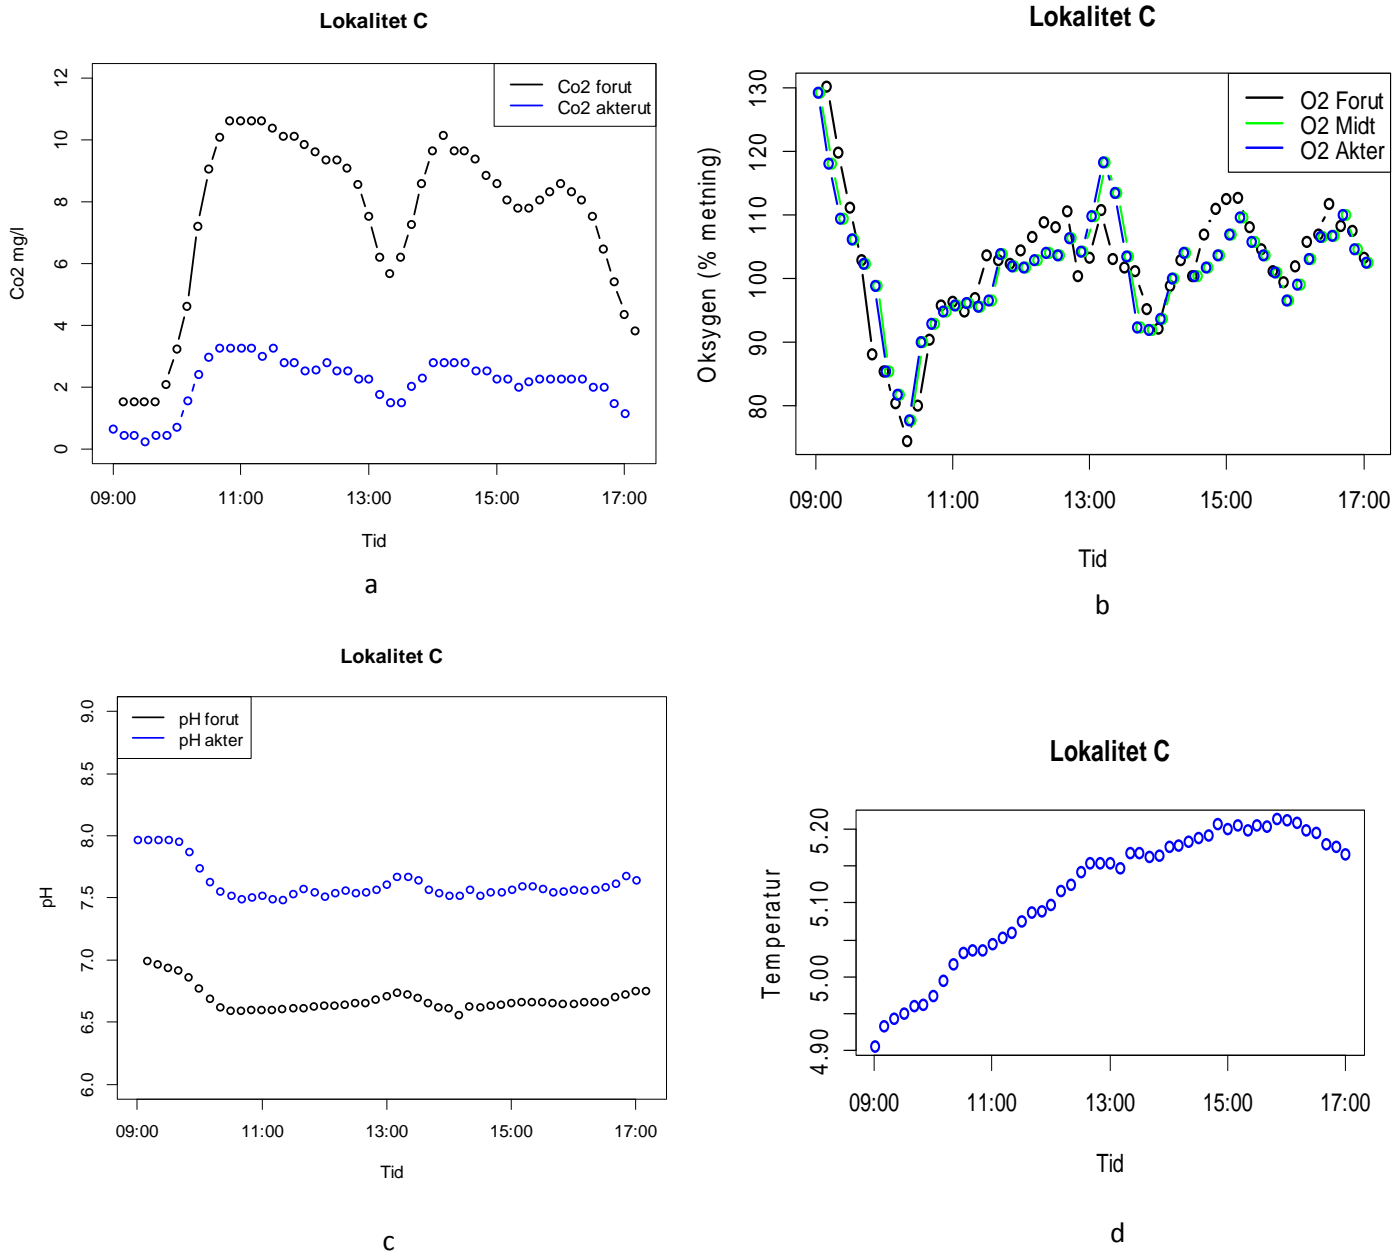 Lokalitet C
Co2 mg/l
12
10
8
6
4
2
0
Co2 forut
Co2 akterut
09:00 11:00 13:00 15:00 17:00
Tid
a
Lokalitet C
Oksygen (% metning)
130
120
110
100
90
80
O2 Forut
O2 Midt
O2 Akter
09:00 11:00 13:00 15:00 17:00
Tid
b
Lokalitet C
pH
9.0
8.5
8.0
7.5
7.0
6.5
6.0
pH forut
pH akter
09:00 11:00 13:00 15:00 17:00
Tid
c
Lokalitet C
Temperatur
5.20
5.10
5.00
4.90
09:00 11:00 13:00 15:00 17:00
Tid
d